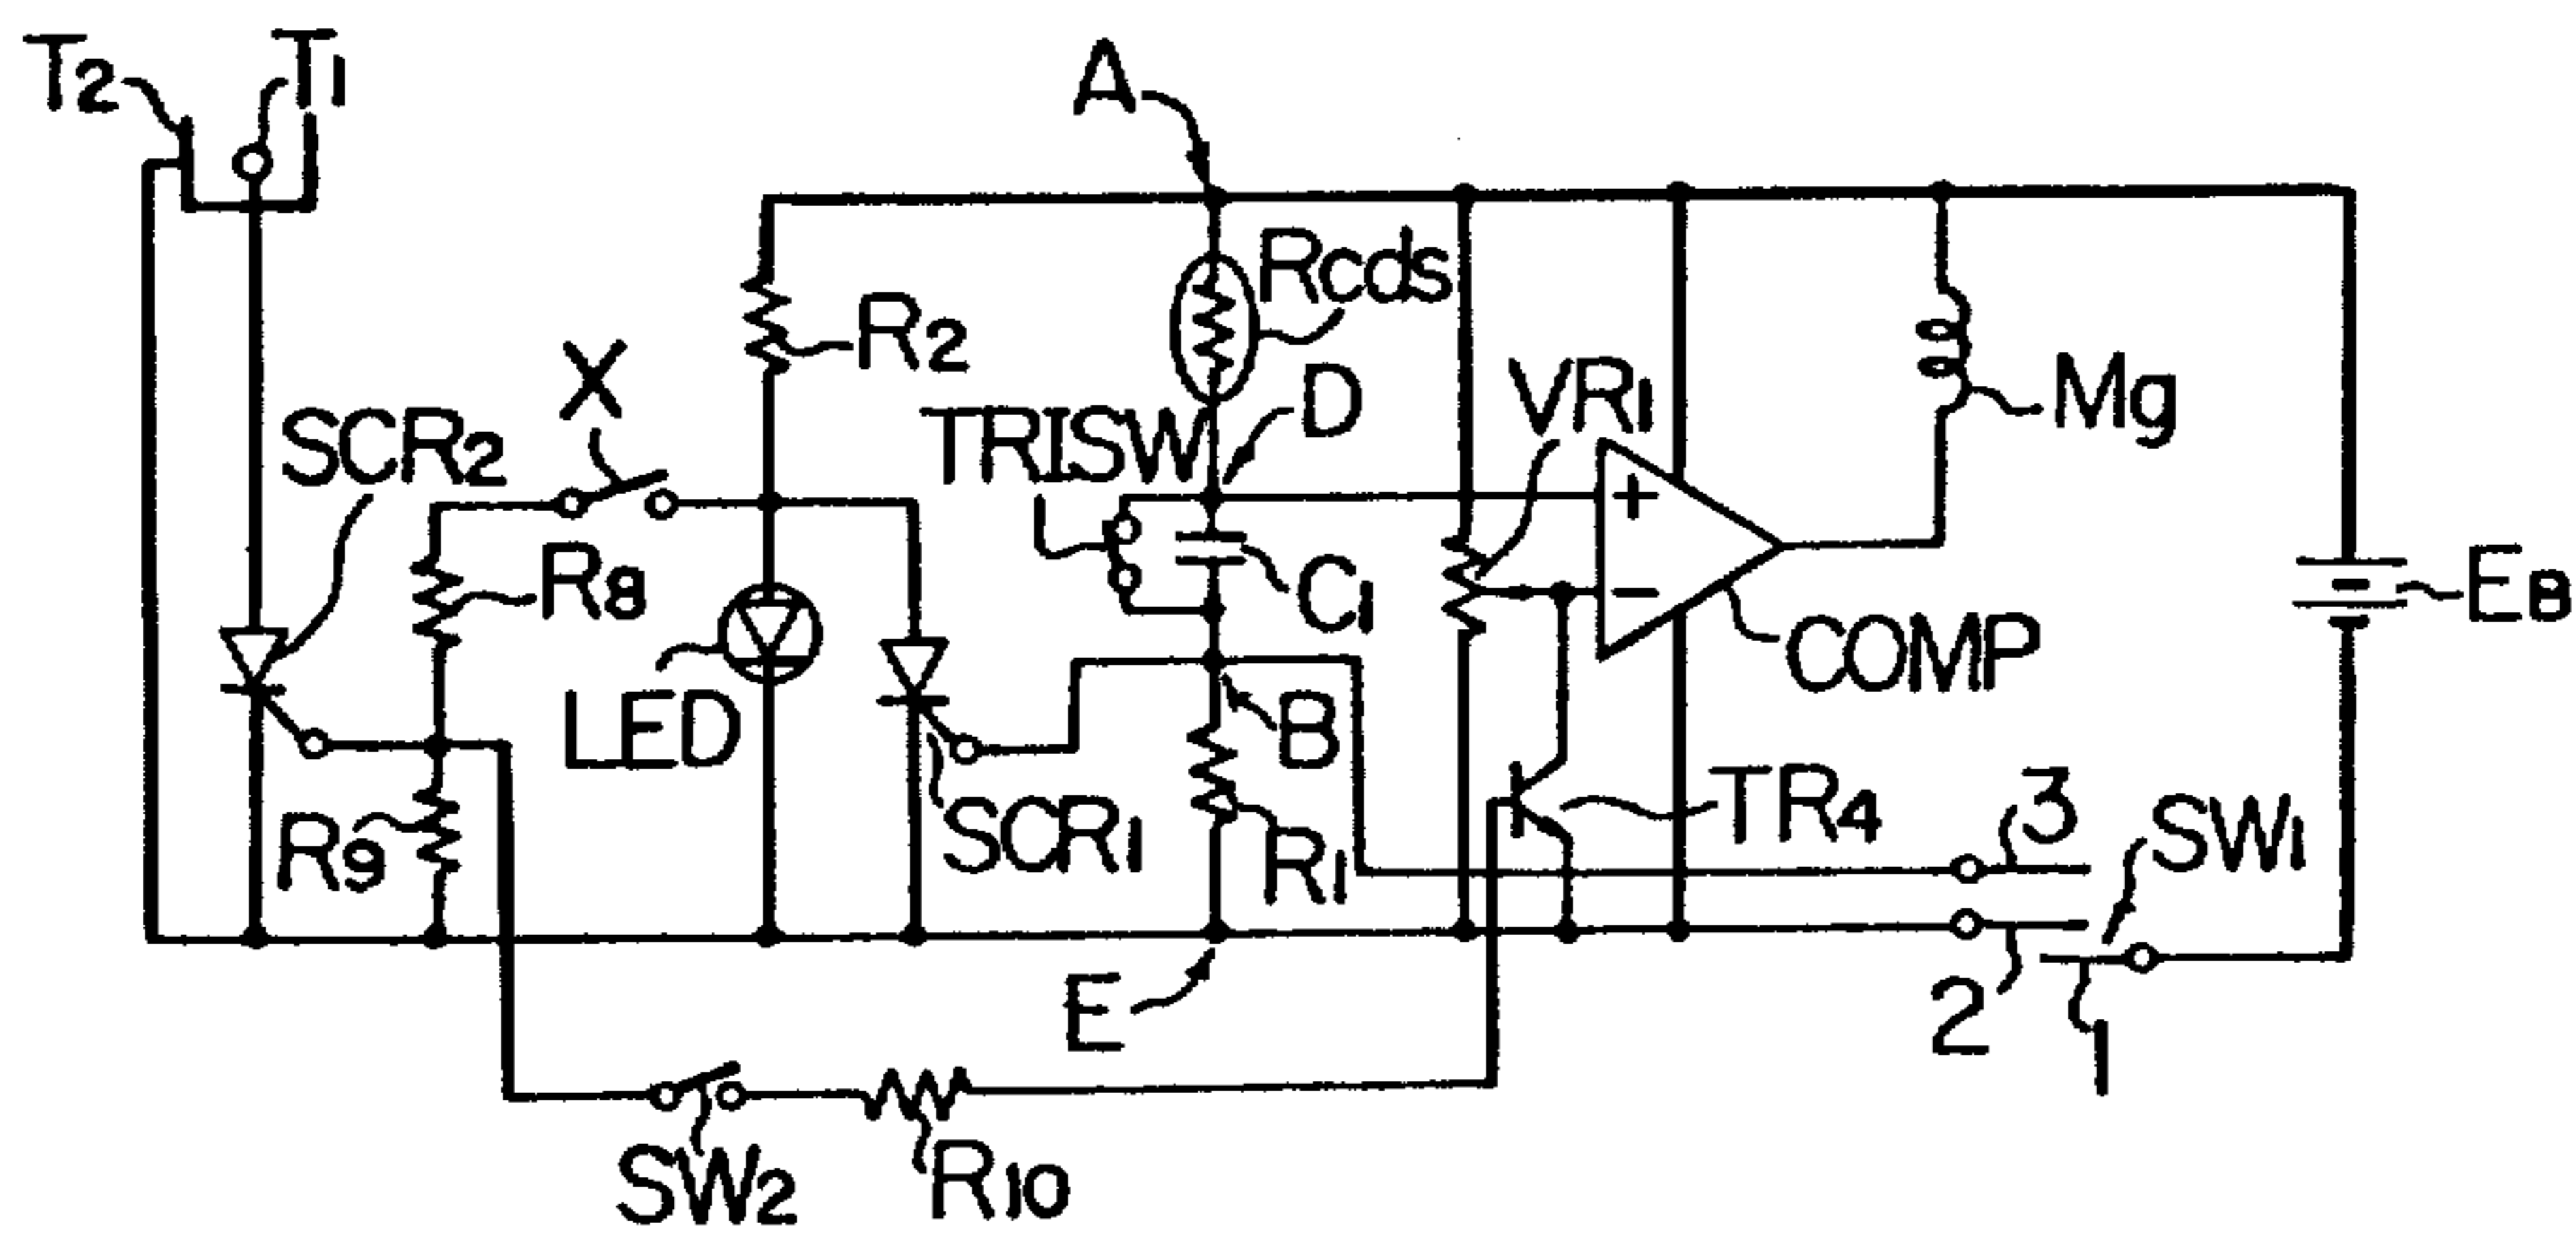 T2
T1
A
Rcds
R2
X
D
TRISW
VR1
Mg
SCR2
+
R8
C1
EB
−
COMP
LED
B
SCR1
TR4
3
SW1
R9
R1
E
2
1
SW2
R10